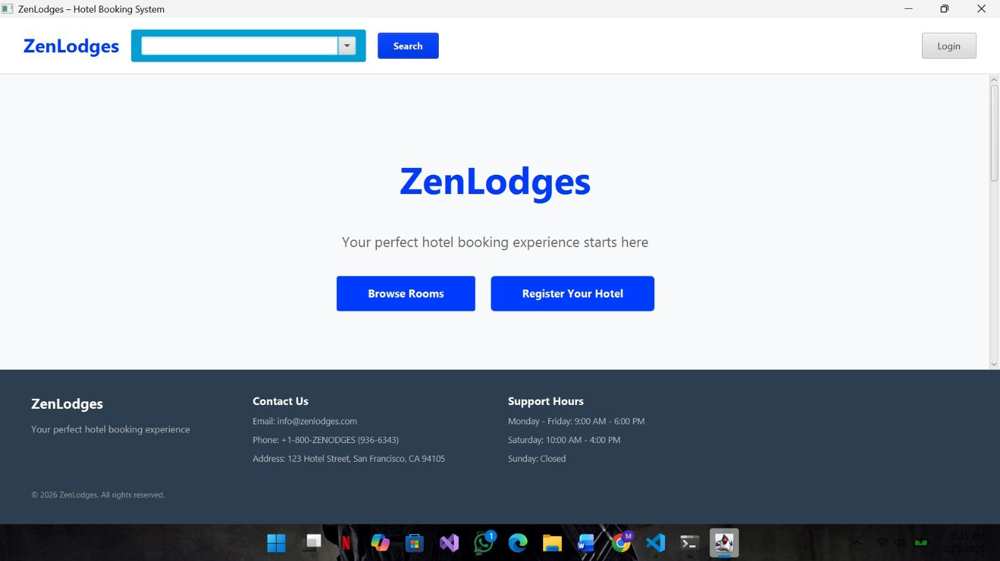 ZenLodges – Hotel Booking System
ZenLodges
Search
Login
ZenLodges
Your perfect hotel booking experience starts here
Browse Rooms
Register Your Hotel
ZenLodges
Your perfect hotel booking experience
Contact Us
Email: info@zenlodges.com
Phone: +1-800-ZENODGES (936-6343)
Address: 123 Hotel Street, San Francisco, CA 94105
Support Hours
Monday - Friday: 9:00 AM - 6:00 PM
Saturday: 10:00 AM - 4:00 PM
Sunday: Closed
© 2026 ZenLodges. All rights reserved.
N
1
W
M
2:45 PM
3/25/2026